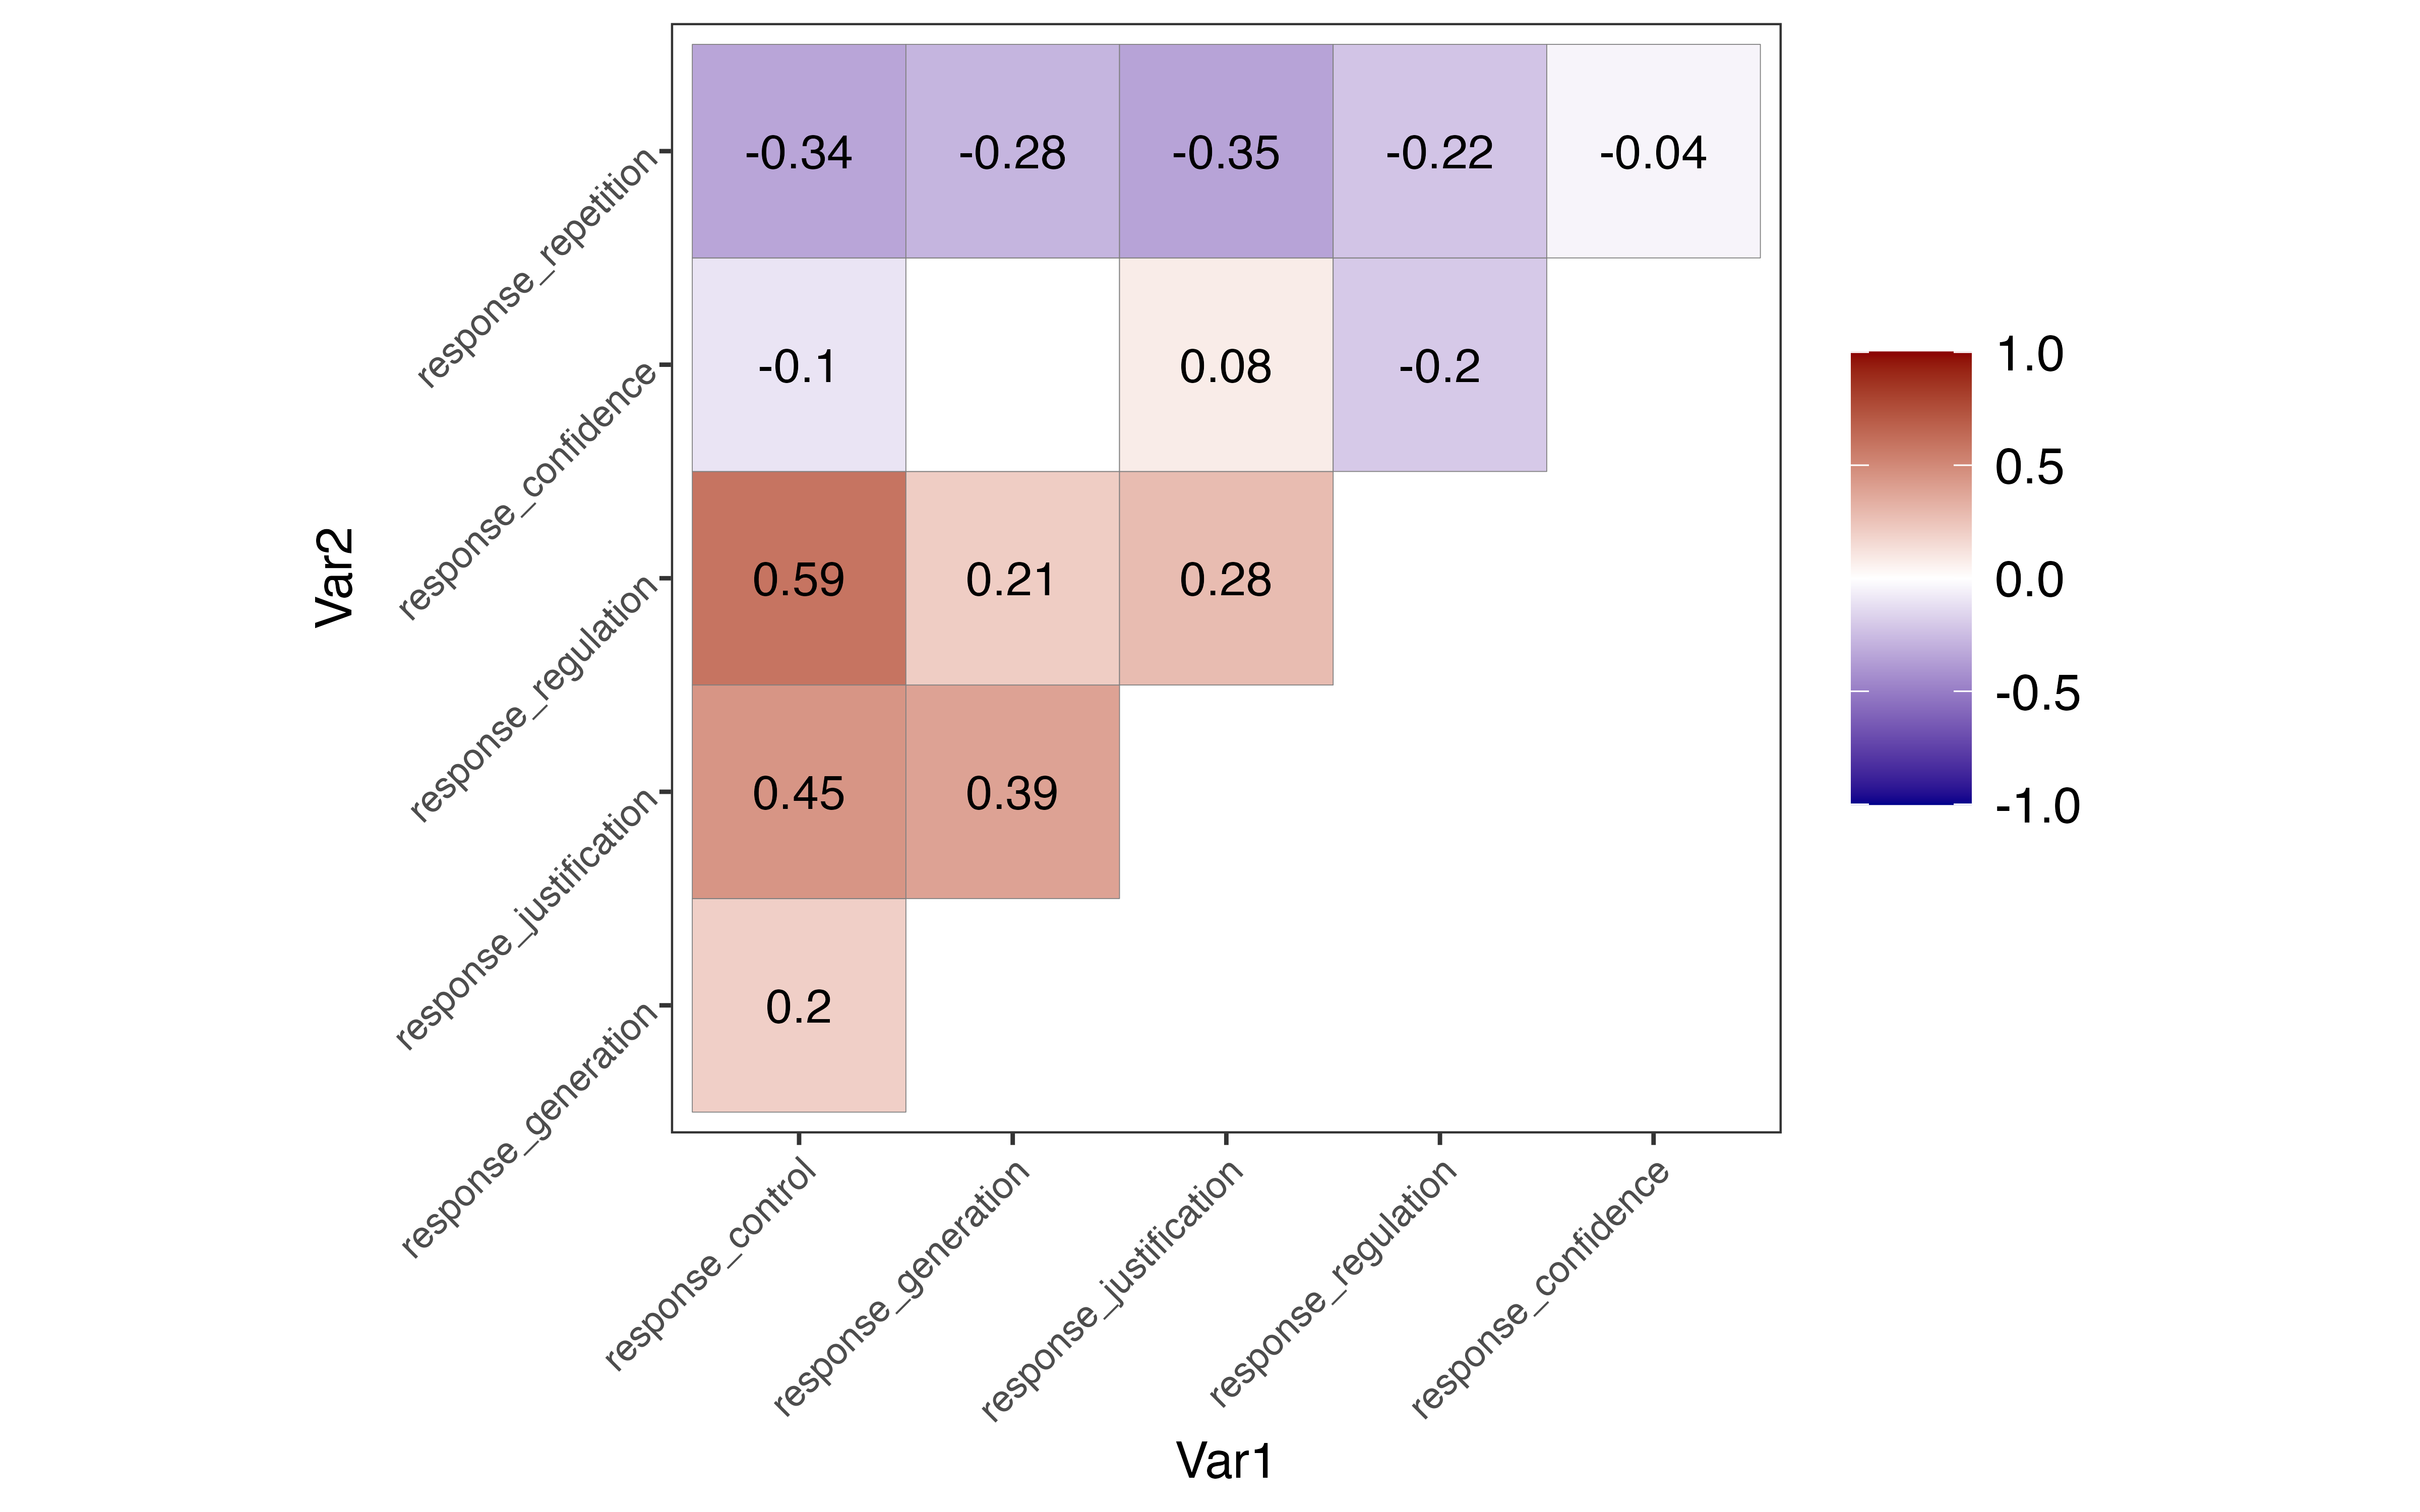 Var2
response_repetition
-0.34 -0.28 -0.35 -0.22 -0.04
response_confidence
-0.1 0.08 -0.2
response_regulation
0.59 0.21 0.28
response_justification
0.45 0.39
response_generation
0.2
response_control
response_generation
response_justification
response_regulation
response_confidence
Var1
1.0
0.5
0.0
-0.5
-1.0